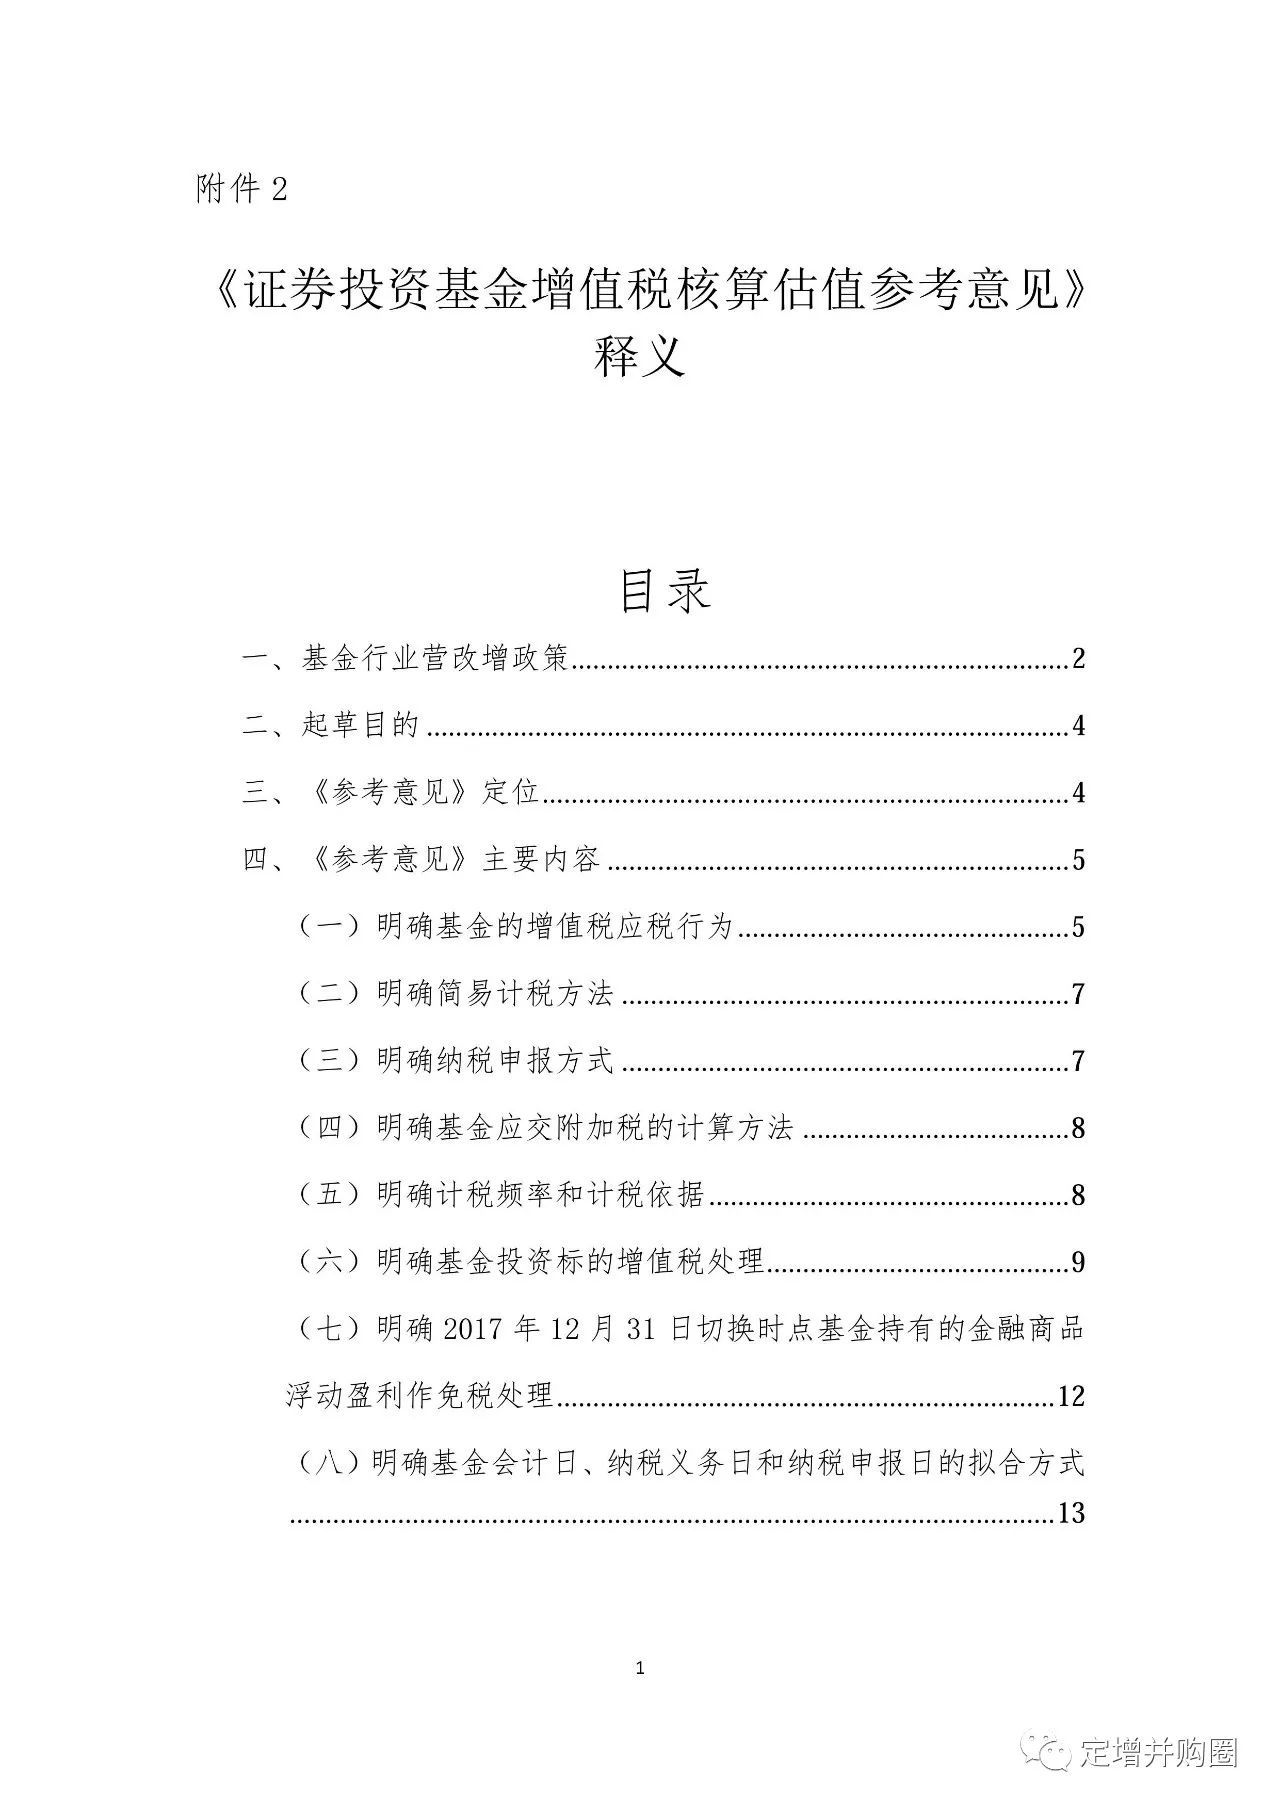 附件2
《证券投资基金增值税核算估值参考意见》
释义
目录
一、基金行业营改增政策........................2
二、起草目的........................4
三、《参考意见》定位........................4
四、《参考意见》主要内容........................5
（一）明确基金的增值税应税行为........................5
（二）明确简易计税方法........................7
（三）明确纳税申报方式........................7
（四）明确基金应交附加税的计算方法........................8
（五）明确计税频率和计税依据........................8
（六）明确基金投资标的增值税处理........................9
（七）明确2017年12月31日切换时点基金持有的金融商品
浮动盈利作免税处理........................12
（八）明确基金会计日、纳税义务日和纳税申报日的拟合方式
........................13
1
定增并购圈